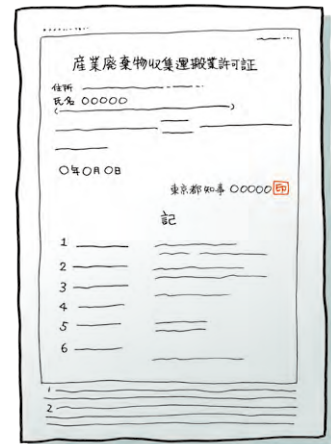 産業廃棄物収集運搬業許可証
住所
氏名 〇〇〇〇〇
( )
〇年〇月〇日
東京都知事 〇〇〇〇〇 印
記
1
2
3
4
5
6
1
2